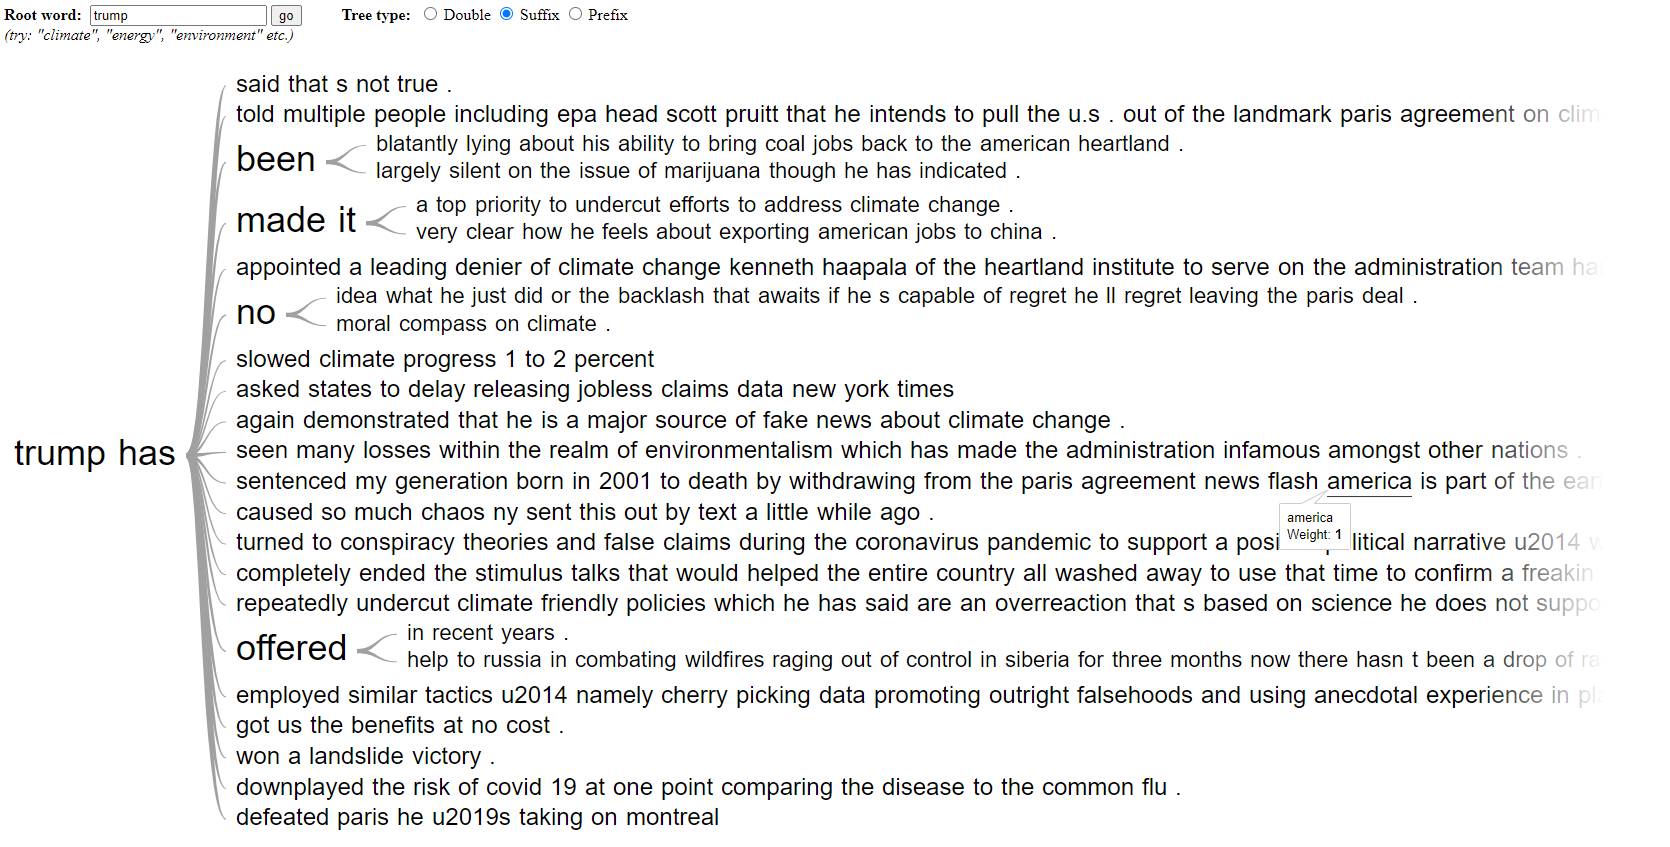 Root word: trump go Tree type: Double Suffix Prefix
(try: "climate", "energy", "environment" etc.)
said that s not true .
told multiple people including epa head scott pruitt that he intends to pull the u.s . out of the landmark paris agreement on clim
been
blatantly lying about his ability to bring coal jobs back to the american heartland .
largely silent on the issue of marijuana though he has indicated .
made it
a top priority to undercut efforts to address climate change .
very clear how he feels about exporting american jobs to china .
appointed a leading denier of climate change kenneth haapala of the heartland institute to serve on the administration team ha
no
idea what he just did or the backlash that awaits if he s capable of regret he ll regret leaving the paris deal .
moral compass on climate .
slowed climate progress 1 to 2 percent
asked states to delay releasing jobless claims data new york times
again demonstrated that he is a major source of fake news about climate change .
trump has
seen many losses within the realm of environmentalism which has made the administration infamous amongst other nations .
sentenced my generation born in 2001 to death by withdrawing from the paris agreement news flash america is part of the ear
america
Weight: 1
caused so much chaos ny sent this out by text a little while ago .
turned to conspiracy theories and false claims during the coronavirus pandemic to support a posi litical narrative u2014 w
completely ended the stimulus talks that would helped the entire country all washed away to use that time to confirm a freakin
repeatedly undercut climate friendly policies which he has said are an overreaction that s based on science he does not suppo
offered
in recent years .
help to russia in combating wildfires raging out of control in siberia for three months now there hasn t been a drop of ra
employed similar tactics u2014 namely cherry picking data promoting outright falsehoods and using anecdotal experience in pla
got us the benefits at no cost .
won a landslide victory .
downplayed the risk of covid 19 at one point comparing the disease to the common flu .
defeated paris he u2019s taking on montreal